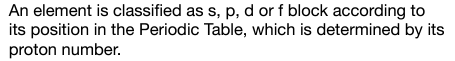 An element is classified as s, p, d or f block according to
its position in the Periodic Table, which is determined by its
proton number.